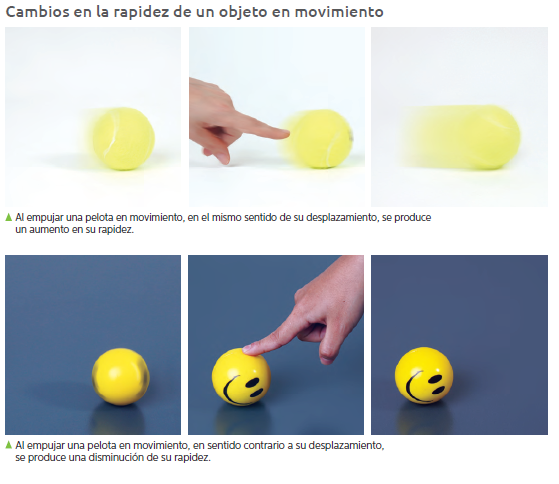 Cambios en la rapidez de un objeto en movimiento
Al empujar una pelota en movimiento, en el mismo sentido de su desplazamiento, se produce
un aumento en su rapidez.
Al empujar una pelota en movimiento, en sentido contrario a su desplazamiento,
se produce una disminución de su rapidez.